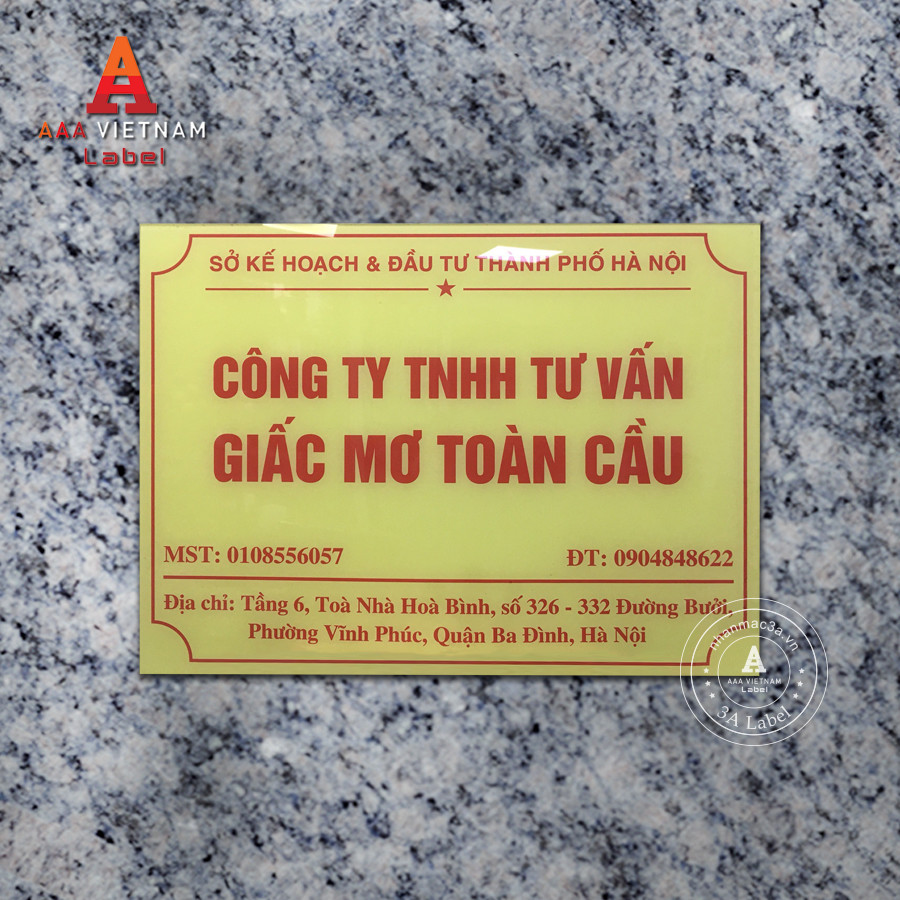 A
AAA VIETNAM
Label
SỞ KẾ HOẠCH & ĐẦU TƯ THÀNH PHỐ HÀ NỘI
CÔNG TY TNHH TƯ VẤN
GIẤC MƠ TOÀN CẦU
MST: 0108556057 ĐT: 0904848622
Địa chỉ: Tầng 6, Toà Nhà Hoà Bình, số 326 - 332 Đường Bưởi,
Phường Vĩnh Phúc, Quận Ba Đình, Hà Nội
nhanmac3a.vn
A
AAA VIETNAM
Label
3A Label